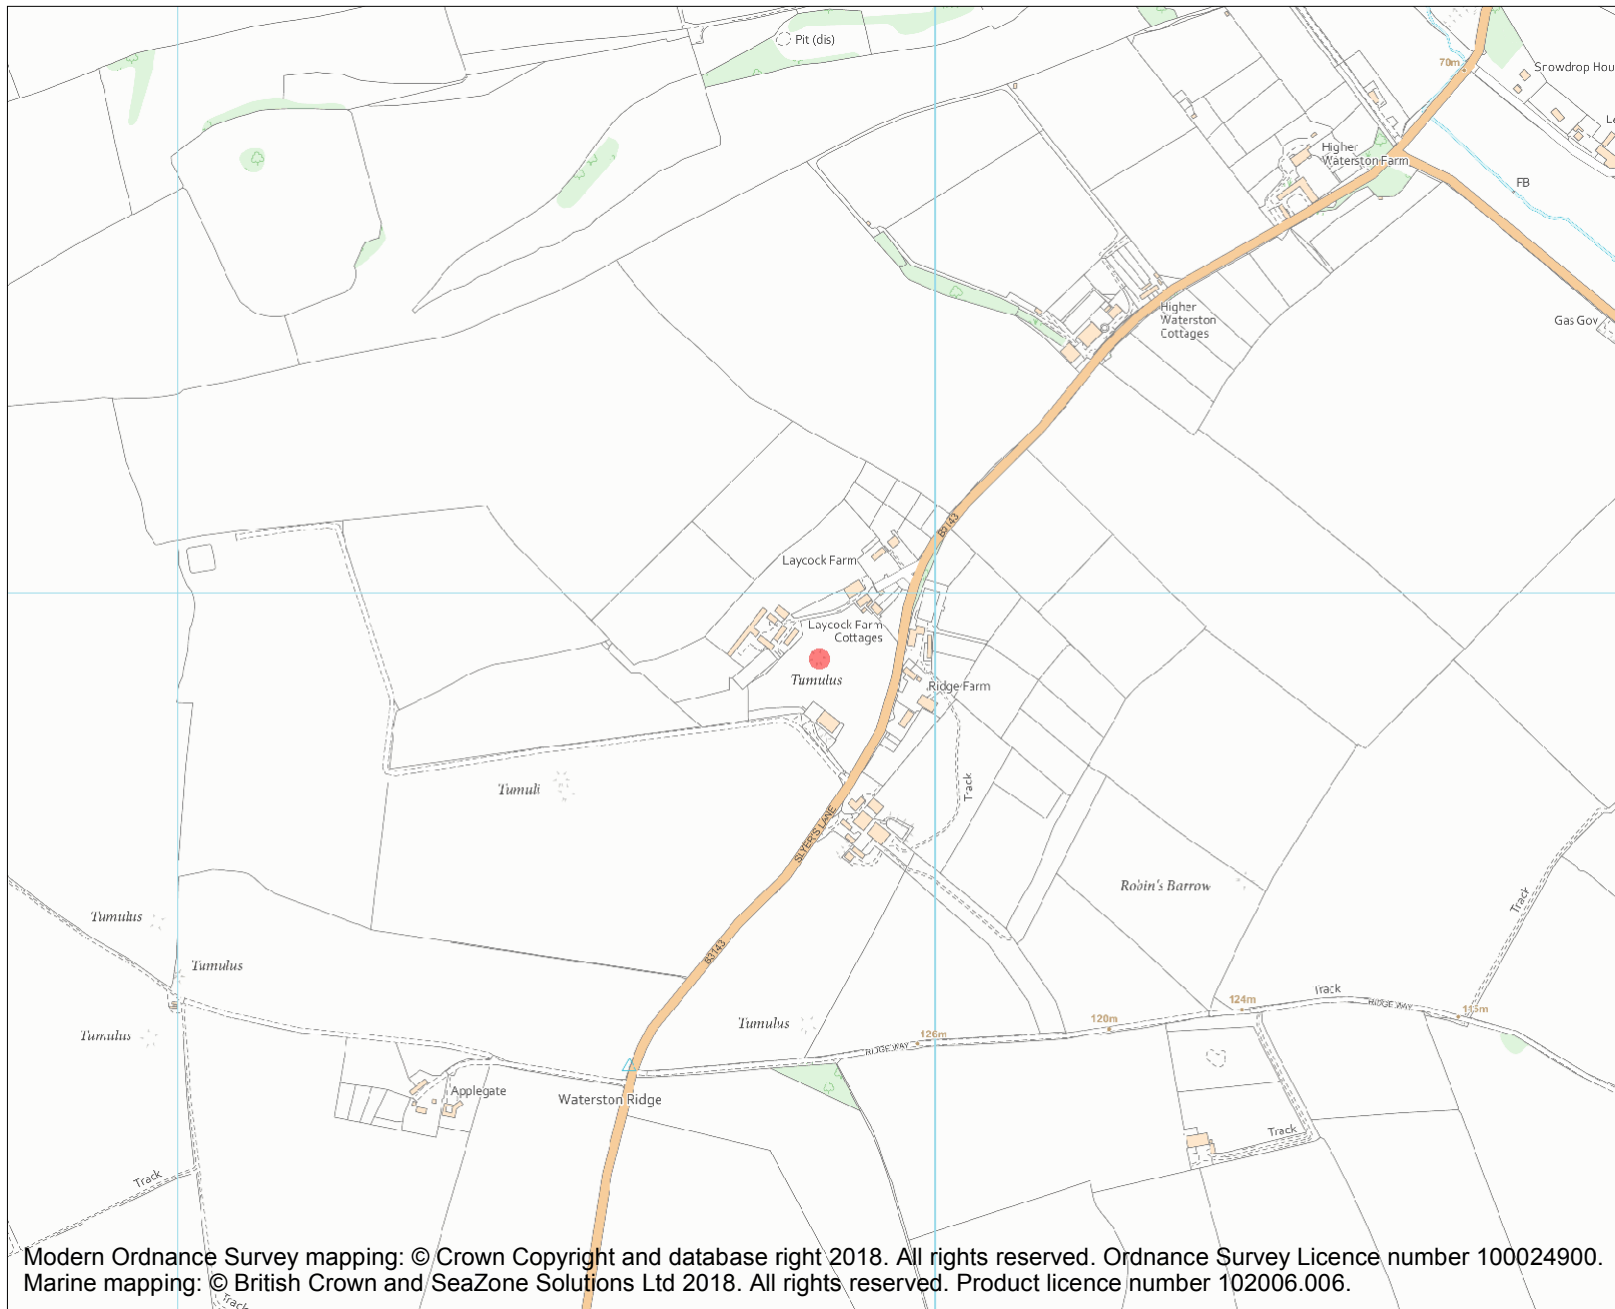 Pit (dis)
70m
Snowdrop Hou
Higher
Waterston Farm
FB
Higher
Waterston
Cottages
Gas Gov
B3143
Laycock Farm
Laycock Farm
Cottages
Tumulus
Ridge Farm
Tumuli
Track
SLYER'S LANE
Robin's Barrow
Track
Tumulus
B3143
Tumulus
Track
124m
RIDGE WAY
115m
Tumulus
120m
Tumulus
126m
RIDGE WAY
Applegate
Waterston Ridge
Track
Track
Track
Modern Ordnance Survey mapping: © Crown Copyright and database right 2018. All rights reserved. Ordnance Survey Licence number 100024900.
Marine mapping: © British Crown and SeaZone Solutions Ltd 2018. All rights reserved. Product licence number 102006.006.